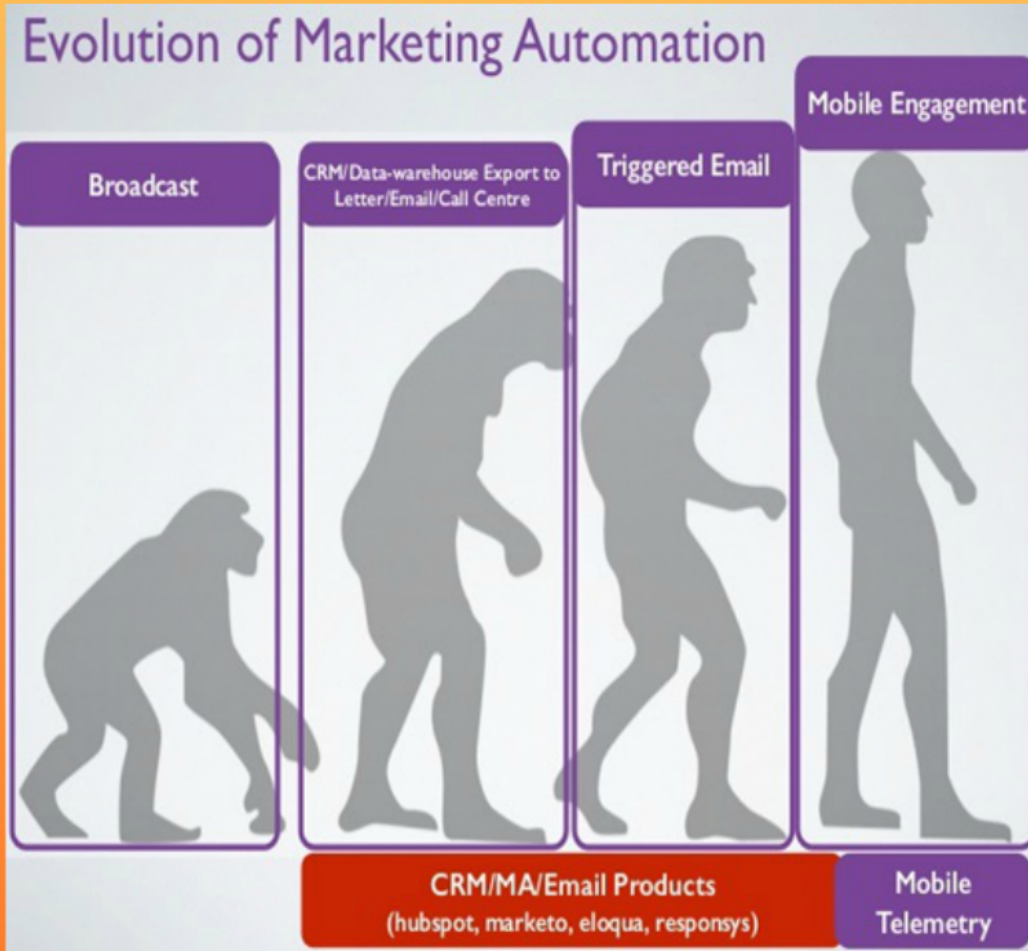 Evolution of Marketing Automation
Broadcast
CRM/Data-warehouse Export to
Letter/Email/Call Centre
Triggered Email
Mobile Engagement
CRM/MA/Email Products
(hubspot, marketo, eloqua, responsys)
Mobile
Telemetry